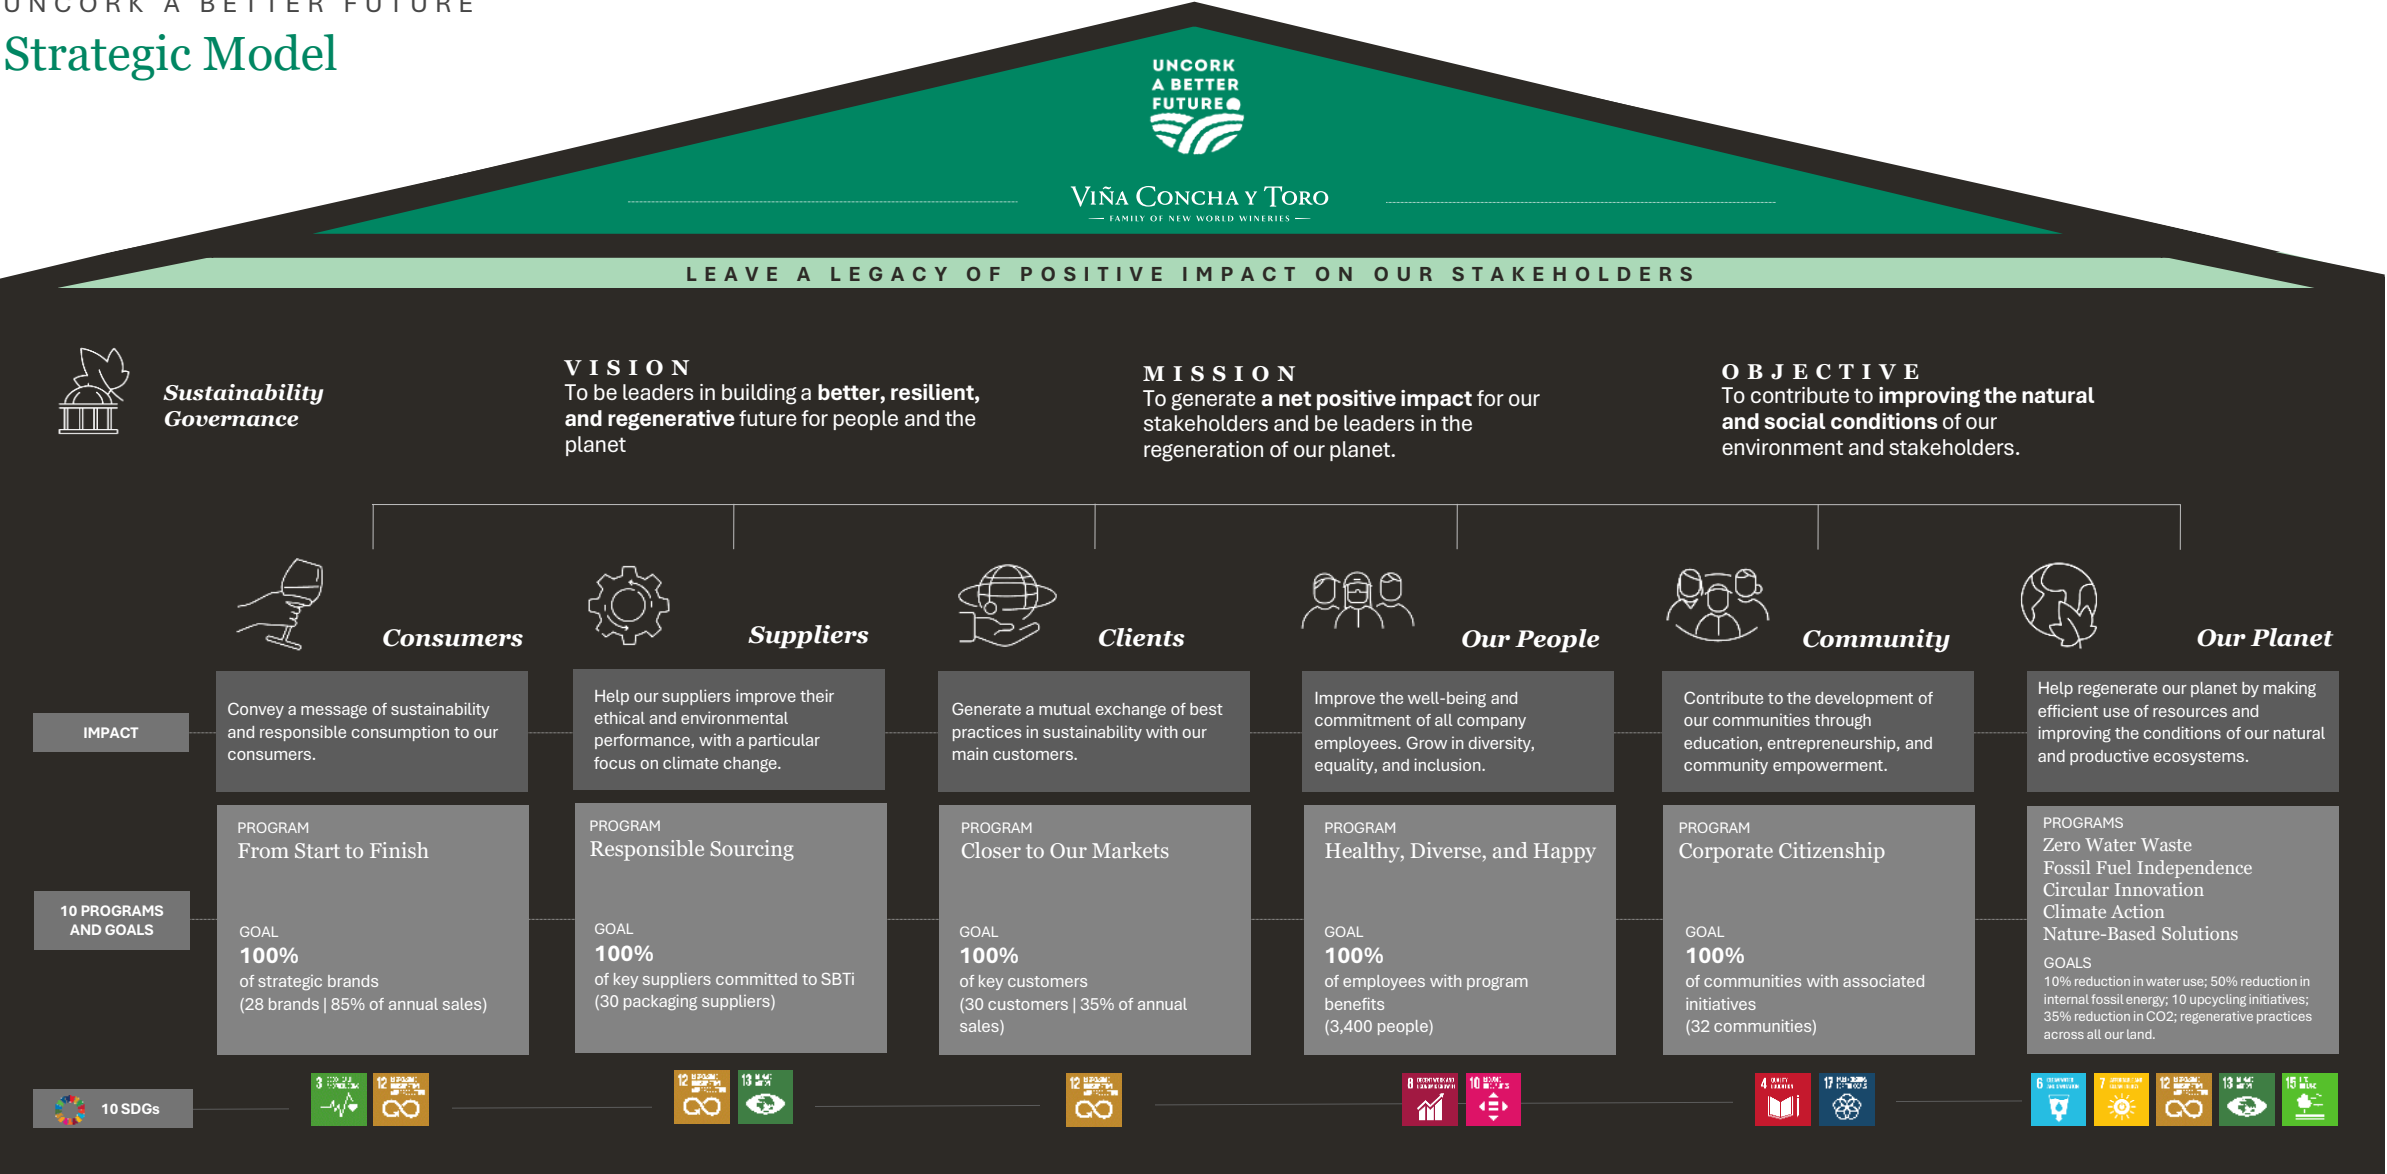 UNCORK A BETTER FUTURE
Strategic Model
UNCORK
A BETTER
FUTURE
VIÑA CONCHA Y TORO
FAMILY OF NEW WORLD WINERIES
LEAVE A LEGACY OF POSITIVE IMPACT ON OUR STAKEHOLDERS
Sustainability
Governance
VISION
To be leaders in building a better, resilient,
and regenerative future for people and the
planet
MISSION
To generate a net positive impact for our
stakeholders and be leaders in the
regeneration of our planet.
OBJECTIVE
To contribute to improving the natural
and social conditions of our
environment and stakeholders.
Consumers
Suppliers
Clients
Our People
Community
Our Planet
IMPACT
Convey a message of sustainability
and responsible consumption to our
consumers.
Help our suppliers improve their
ethical and environmental
performance, with a particular
focus on climate change.
Generate a mutual exchange of best
practices in sustainability with our
main customers.
Improve the well-being and
commitment of all company
employees. Grow in diversity,
equality, and inclusion.
Contribute to the development of
our communities through
education, entrepreneurship, and
community empowerment.
Help regenerate our planet by making
efficient use of resources and
improving the conditions of our natural
and productive ecosystems.
10 PROGRAMS
AND GOALS
PROGRAM
From Start to Finish
GOAL
100%
of strategic brands
(28 brands | 85% of annual sales)
PROGRAM
Responsible Sourcing
GOAL
100%
of key suppliers committed to SBTi
(30 packaging suppliers)
PROGRAM
Closer to Our Markets
GOAL
100%
of key customers
(30 customers | 35% of annual
sales)
PROGRAM
Healthy, Diverse, and Happy
GOAL
100%
of employees with program
benefits
(3,400 people)
PROGRAM
Corporate Citizenship
GOAL
100%
of communities with associated
initiatives
(32 communities)
PROGRAMS
Zero Water Waste
Fossil Fuel Independence
Circular Innovation
Climate Action
Nature-Based Solutions
GOALS
10% reduction in water use; 50% reduction in
internal fossil energy; 10 upcycling initiatives;
35% reduction in CO2; regenerative practices
across all our land.
10 SDGs
3
12
12
13
12
8
10
4 QUALITY
17
6
7
12
13
15